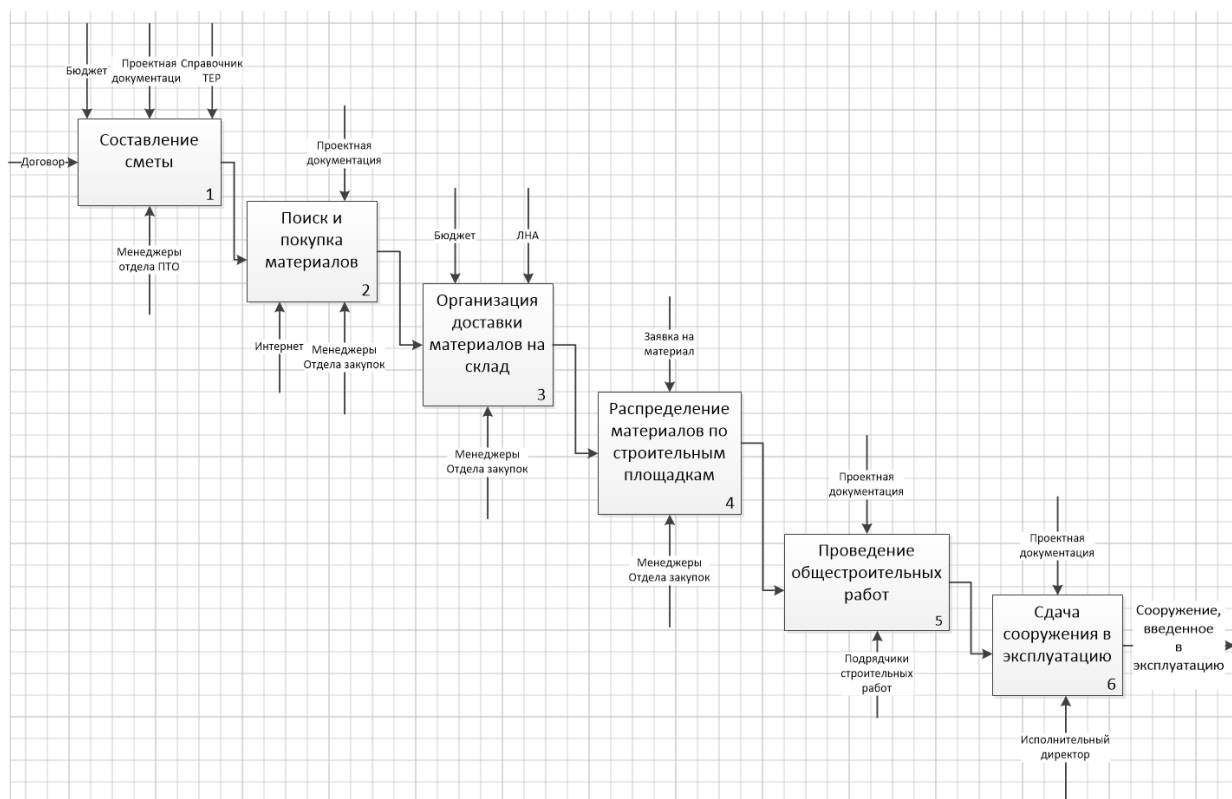 Бюджет
Проектная
документаци
Справочник
ТЕР
Договор
Составление
сметы
1
Менеджеры
отдела ПТО
Проектная
документация
Поиск и
покупка
материалов
2
Интернет
Менеджеры
Отдела закупок
Бюджет
ЛНА
Организация
доставки
материалов на
склад
3
Менеджеры
Отдела закупок
Заявка на
материал
Распределение
материалов по
строительным
площадкам
4
Менеджеры
Отдела закупок
Проектная
документация
Проведение
общестроительных
работ
5
Подрядчики
строительных
работ
Проектная
документация
Сдача
сооружения в
эксплуатацию
6
Исполнительный
директор
Сооружение,
введенное
в
эксплуатацию